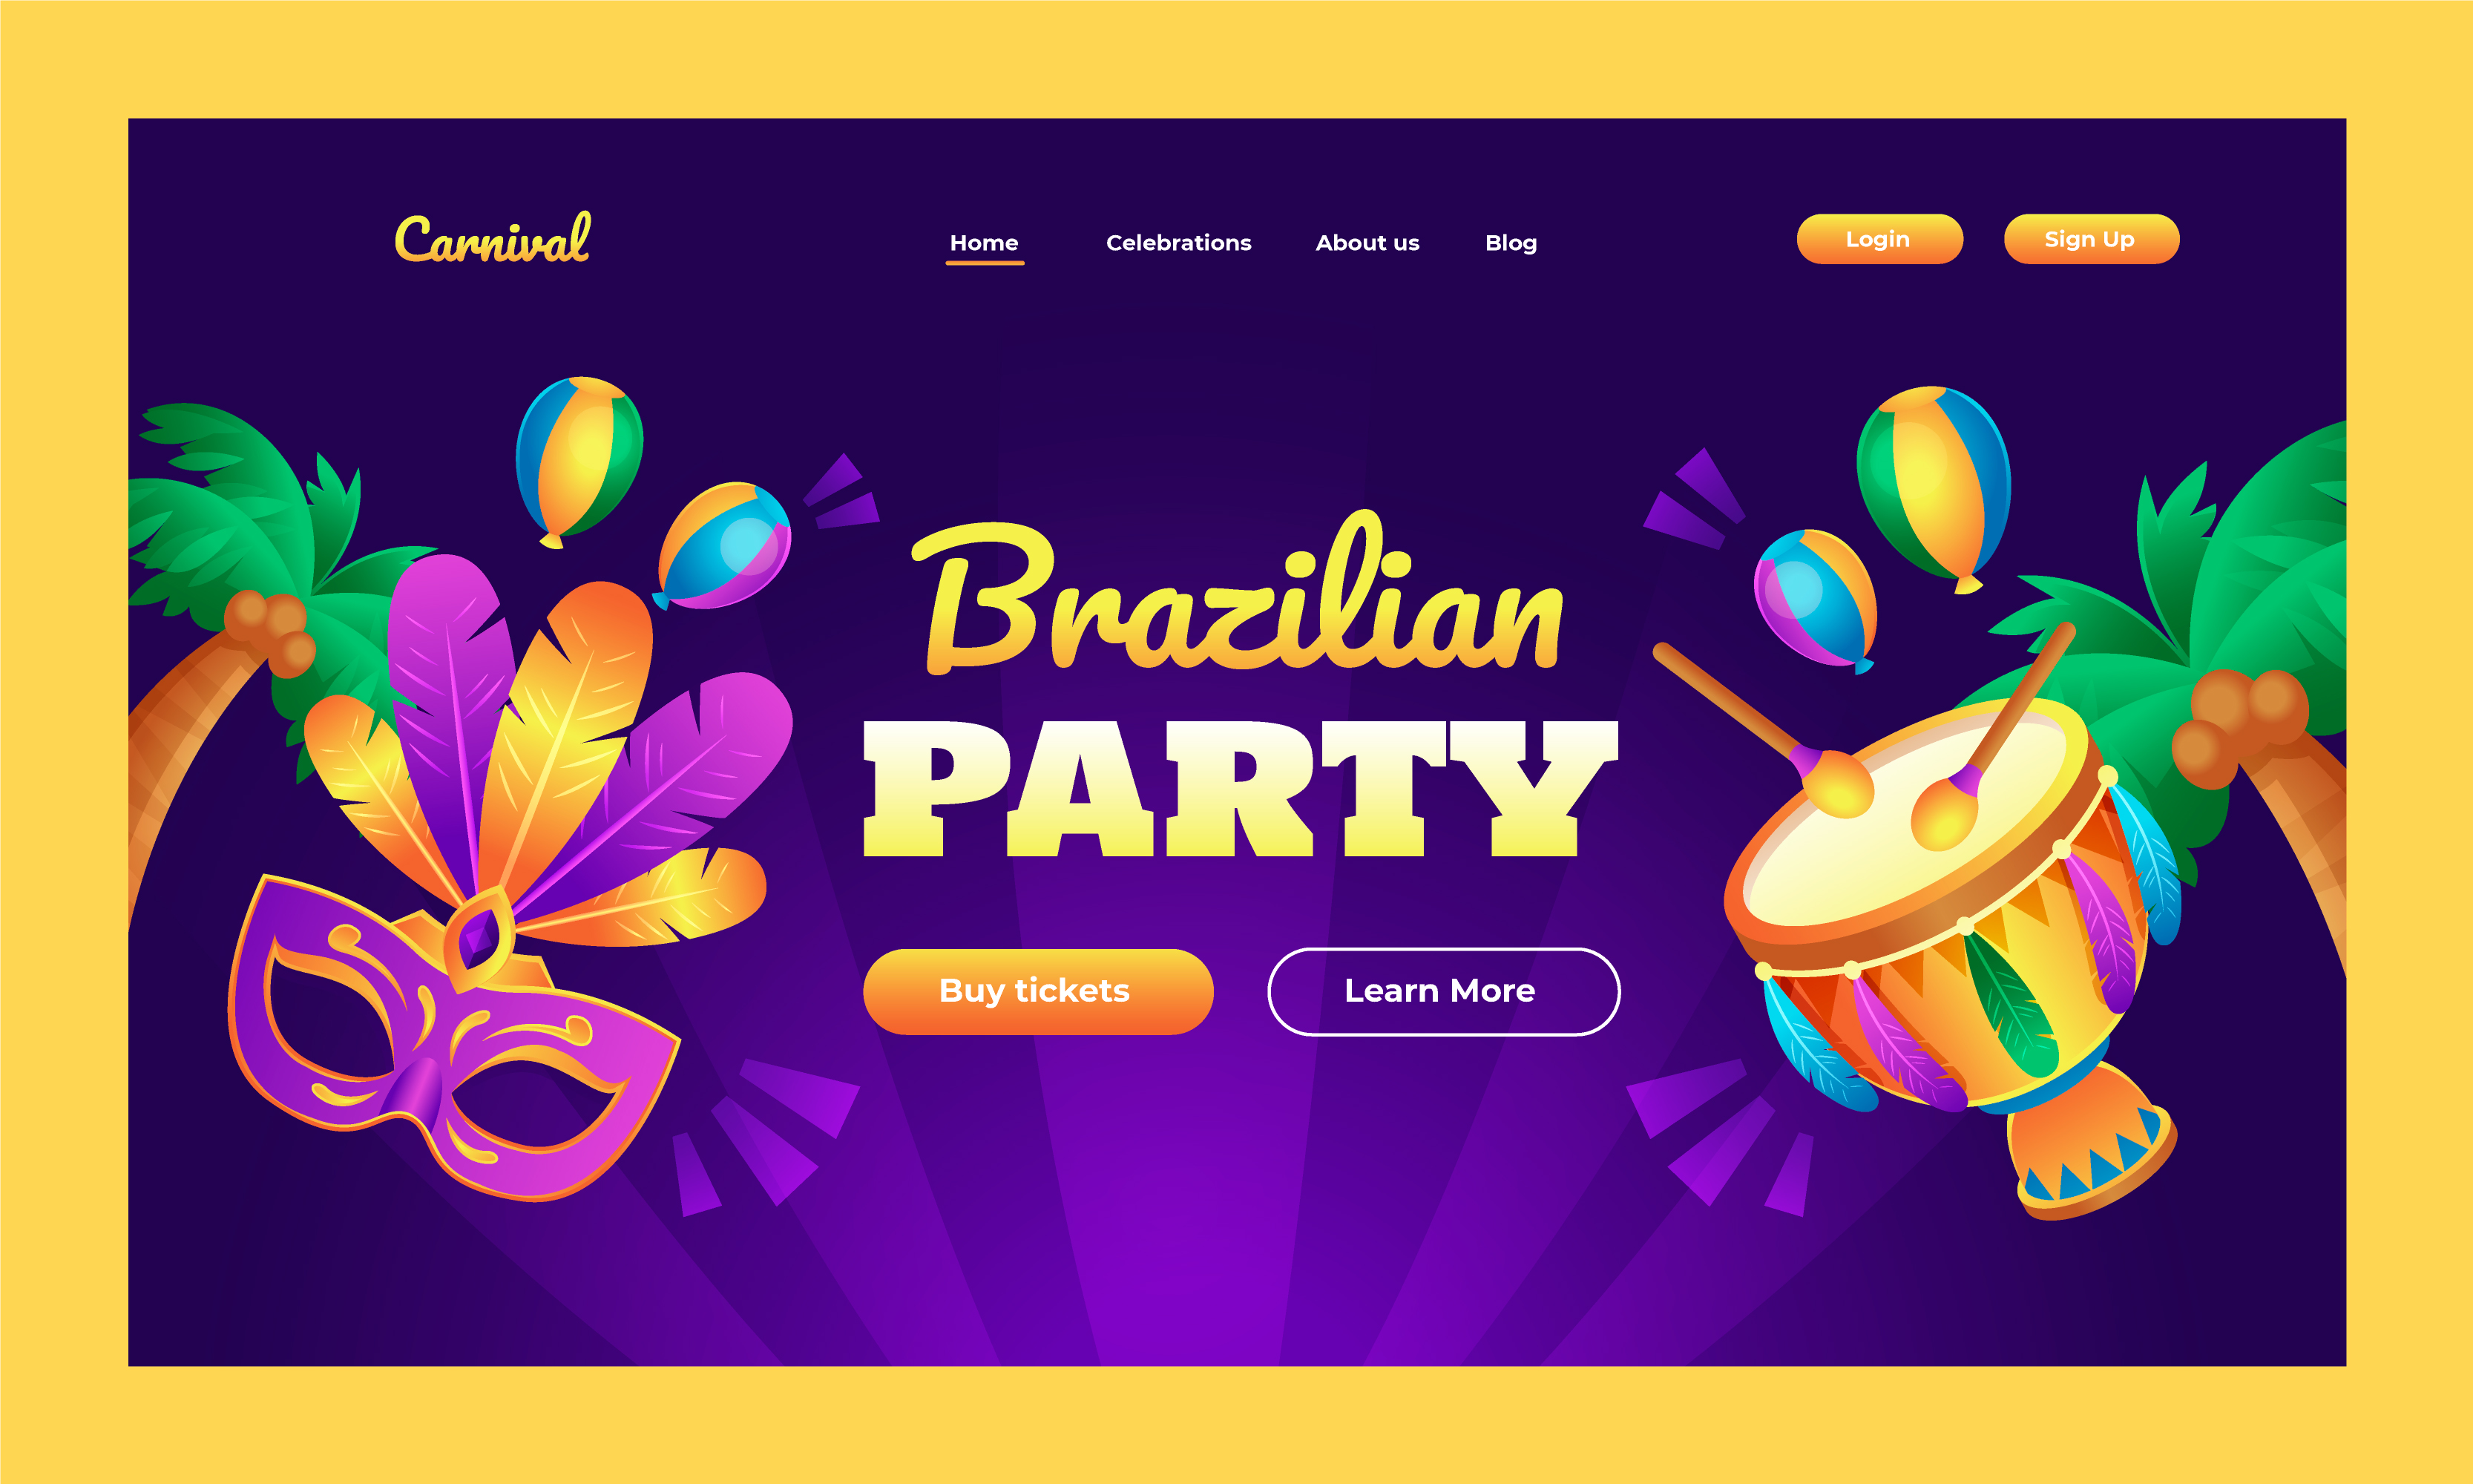 Carnival
Home Celebrations About us Blog
Login Sign Up
Brazilian
PARTY
Buy tickets Learn More